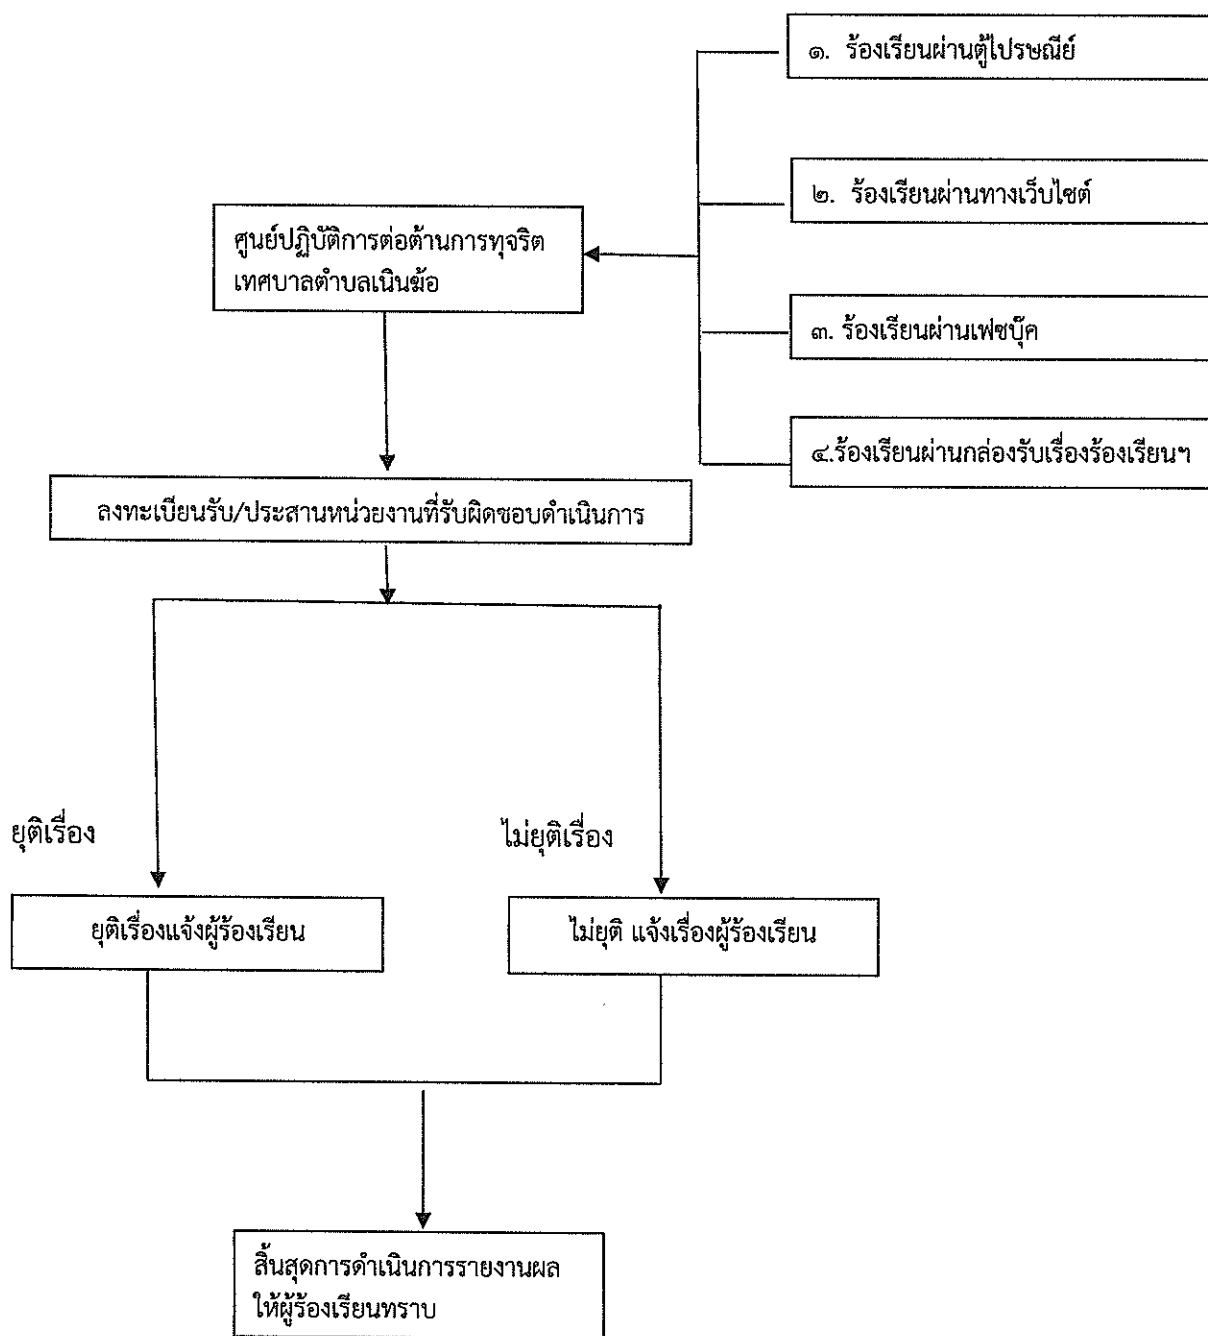 ๑. ร้องเรียนผ่านตู้ไปรษณีย์
๒. ร้องเรียนผ่านทางเว็บไซต์
ศูนย์ปฏิบัติการต่อต้านการทุจริต
เทศบาลตำบลเนินฆ้อ
๓. ร้องเรียนผ่านเฟซบุ๊ค
๔.ร้องเรียนผ่านกล่องรับเรื่องร้องเรียนฯ
ลงทะเบียนรับ/ประสานหน่วยงานที่รับผิดชอบดำเนินการ
ยุติเรื่อง
ไม่ยุติเรื่อง
ยุติเรื่องแจ้งผู้ร้องเรียน
ไม่ยุติ แจ้งเรื่องผู้ร้องเรียน
สิ้นสุดการดำเนินการรายงานผล
ให้ผู้ร้องเรียนทราบ